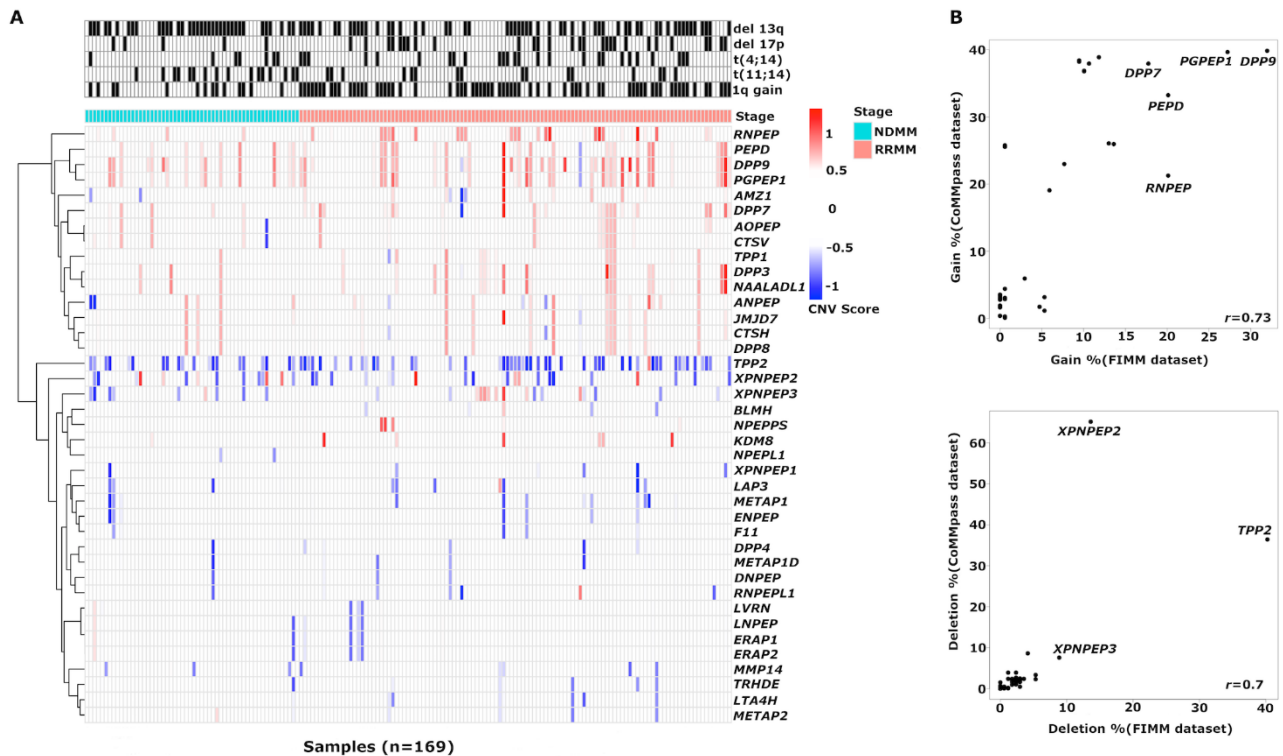 A
del 13q
del 17p
t(4;14)
t(11;14)
1q gain
Stage
RNPEP
PEPD
DPP9
PGPEP1
AMZ1
DPP7
AOPEP
CTSV
TPP1
DPP3
NAALADL1
ANPEP
JMJD7
CTSH
DPP8
TPP2
XPNPEP2
XPNPEP3
BLMH
NPEPPS
KDM8
NPEPL1
XPNPEP1
LAP3
METAP1
ENPEP
F11
DPP4
METAP1D
DNPEP
RNPEPL1
LVRN
LNPEP
ERAP1
ERAP2
MMP14
TRHDE
LTA4H
METAP2
Samples (n=169)
1
0.5
0
-0.5
-1
CNV Score
Stage
NDMM
RRMM
B
Gain %(CoMMpass dataset)
40
30
20
10
0
PGPEP1 DPP9
DPP7
PEPD
RNPEP
r=0.73
0 5 10 15 20 25 30
Gain %(FIMM dataset)
Deletion %(CoMMpass dataset)
60
50
40
30
20
10
0
XPNPEP2
TPP2
XPNPEP3
r=0.7
0 10 20 30 40
Deletion %(FIMM dataset)